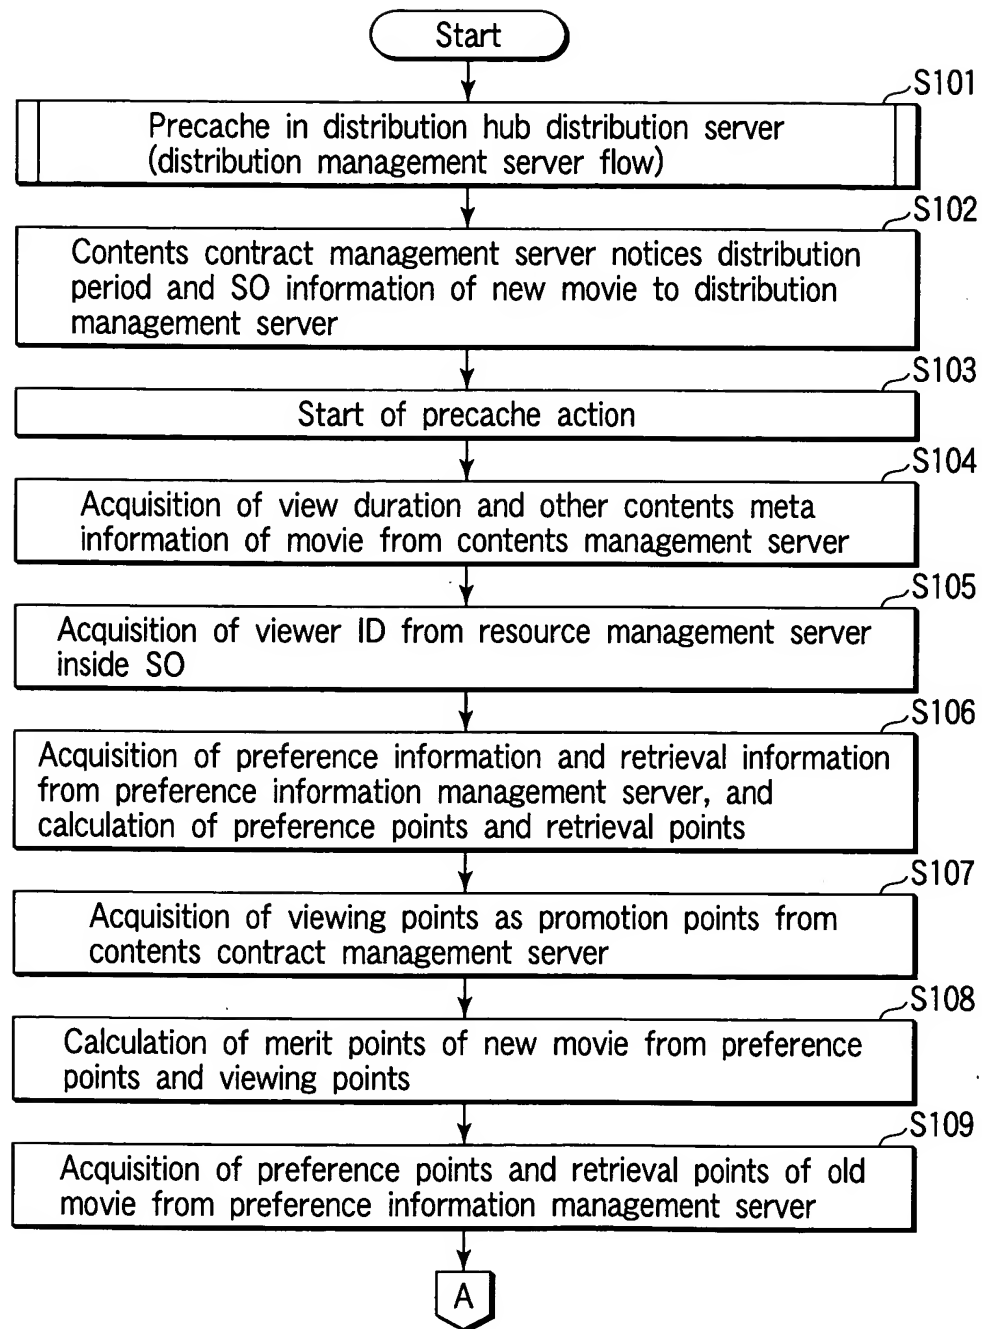 Start
S101
Precache in distribution hub distribution server
(distribution management server flow)
S102
Contents contract management server notices distribution
period and SO information of new movie to distribution
management server
S103
Start of precache action
S104
Acquisition of view duration and other contents meta
information of movie from contents management server
S105
Acquisition of viewer ID from resource management server
inside SO
S106
Acquisition of preference information and retrieval information
from preference information management server, and
calculation of preference points and retrieval points
S107
Acquisition of viewing points as promotion points from
contents contract management server
S108
Calculation of merit points of new movie from preference
points and viewing points
S109
Acquisition of preference points and retrieval points of old
movie from preference information management server
A